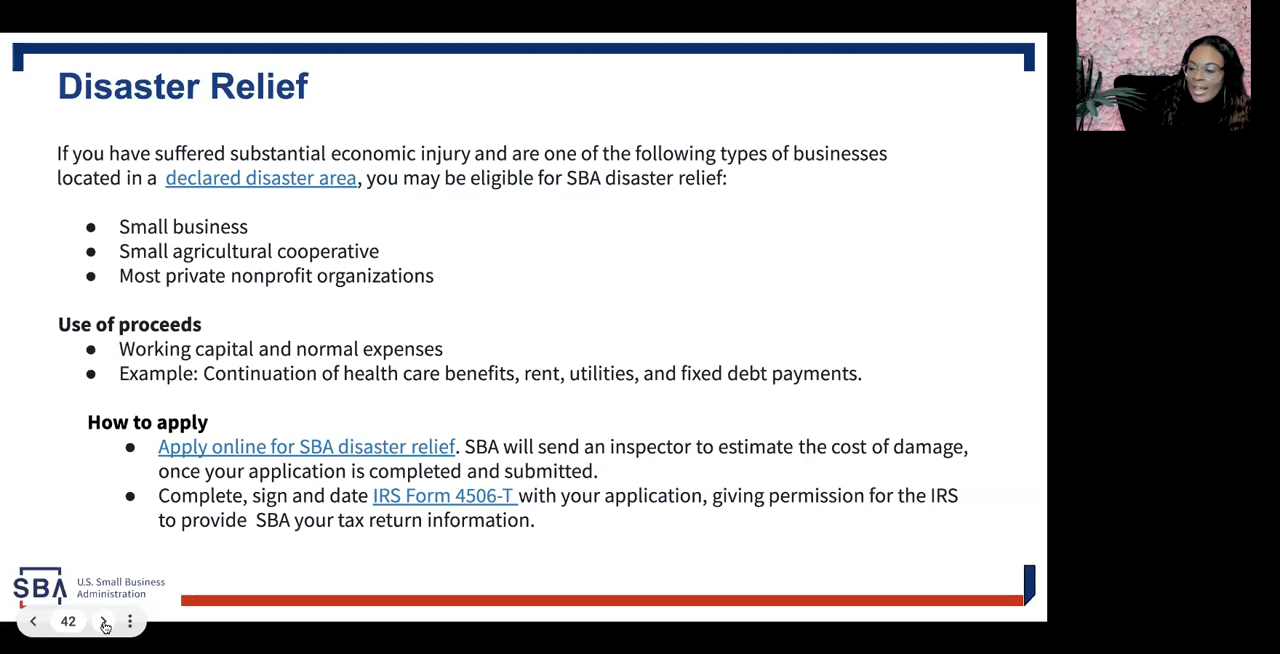 Disaster Relief
If you have suffered substantial economic injury and are one of the following types of businesses
located in a declared disaster area, you may be eligible for SBA disaster relief:
● Small business
● Small agricultural cooperative
● Most private nonprofit organizations
Use of proceeds
● Working capital and normal expenses
● Example: Continuation of health care benefits, rent, utilities, and fixed debt payments.
How to apply
● Apply online for SBA disaster relief. SBA will send an inspector to estimate the cost of damage,
once your application is completed and submitted.
● Complete, sign and date IRS Form 4506-T with your application, giving permission for the IRS
to provide SBA your tax return information.
SBA
U.S. Small Business
Administration
42